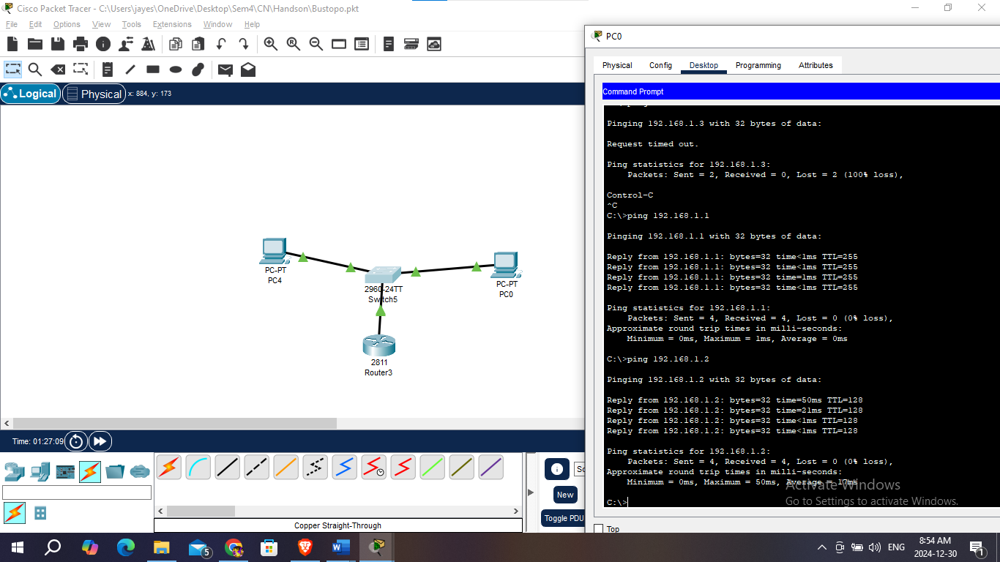 Cisco Packet Tracer - C:\Users\jayes\OneDrive\Desktop\Sem4\CN\Handson\Bustopo.pkt
File Edit Options View Tools Extensions Window Help
Logical Physical x: 884, y: 173
PC-PT
PC4
2960-24TT
Switch5
PC-PT
PC0
2811
Router3
Time: 01:27:09
Copper Straight-Through
New
Toggle PDU
PC0
Physical Config Desktop Programming Attributes
Command Prompt
Pinging 192.168.1.3 with 32 bytes of data:
Request timed out.
Ping statistics for 192.168.1.3:
Packets: Sent = 2, Received = 0, Lost = 2 (100% loss),
Control-C
^C
C:\>ping 192.168.1.1
Pinging 192.168.1.1 with 32 bytes of data:
Reply from 192.168.1.1: bytes=32 time<1ms TTL=255
Reply from 192.168.1.1: bytes=32 time<1ms TTL=255
Reply from 192.168.1.1: bytes=32 time=1ms TTL=255
Reply from 192.168.1.1: bytes=32 time<1ms TTL=255
Ping statistics for 192.168.1.1:
Packets: Sent = 4, Received = 4, Lost = 0 (0% loss),
Approximate round trip times in milli-seconds:
Minimum = 0ms, Maximum = 1ms, Average = 0ms
C:\>ping 192.168.1.2
Pinging 192.168.1.2 with 32 bytes of data:
Reply from 192.168.1.2: bytes=32 time=50ms TTL=128
Reply from 192.168.1.2: bytes=32 time=21ms TTL=128
Reply from 192.168.1.2: bytes=32 time<1ms TTL=128
Reply from 192.168.1.2: bytes=32 time<1ms TTL=128
Ping statistics for 192.168.1.2:
Packets: Sent = 4, Received = 4, Lost = 0 (0% loss),
Approximate round trip times in milli-seconds:
Minimum = 0ms, Maximum = 50ms, Average = 17ms
C:\>
Activate Windows
Go to Settings to activate Windows.
Top
5
ENG
8:54 AM
2024-12-30
1